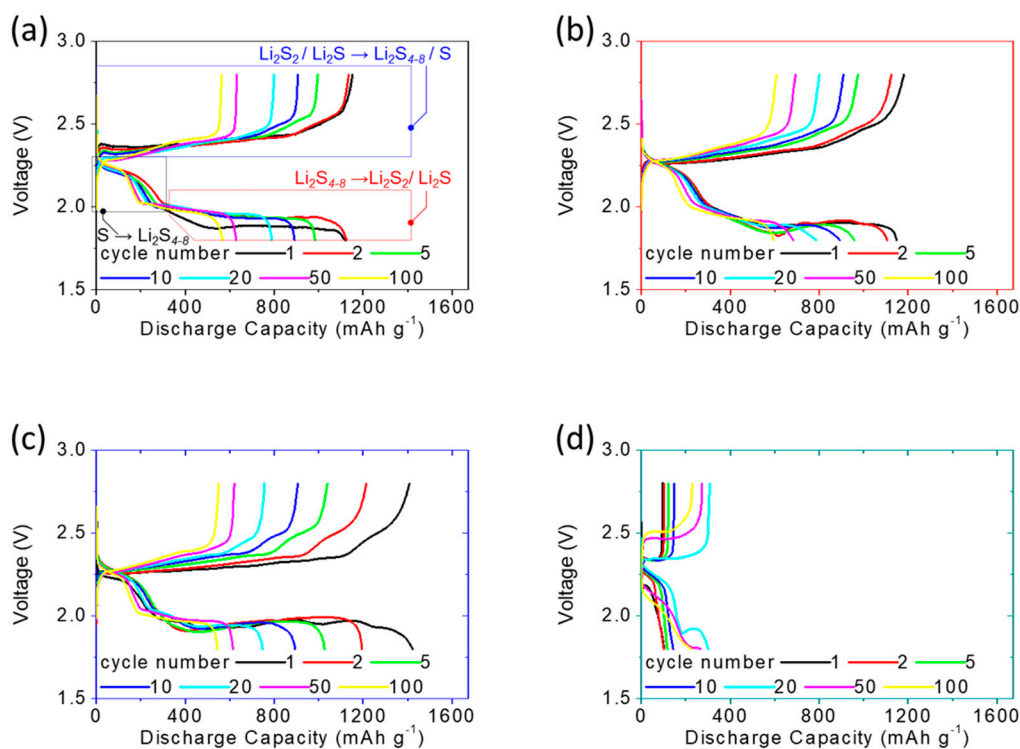 (a)
3.0
2.5
2.0
1.5
Voltage (V)
Li2S2 / Li2S → Li2S4-8 / S
Li2S4-8 → Li2S2/ Li2S
S → Li2S4-8
cycle number 1 2 5
10 20 50 100
0 400 800 1200 1600
Discharge Capacity (mAh g⁻¹)
(b)
3.0
2.5
2.0
1.5
Voltage (V)
cycle number 1 2 5
10 20 50 100
0 400 800 1200 1600
Discharge Capacity (mAh g⁻¹)
(c)
3.0
2.5
2.0
1.5
Voltage (V)
cycle number 1 2 5
10 20 50 100
0 400 800 1200 1600
Discharge Capacity (mAh g⁻¹)
(d)
3.0
2.5
2.0
1.5
Voltage (V)
cycle number 1 2 5
10 20 50 100
0 400 800 1200 1600
Discharge Capacity (mAh g⁻¹)